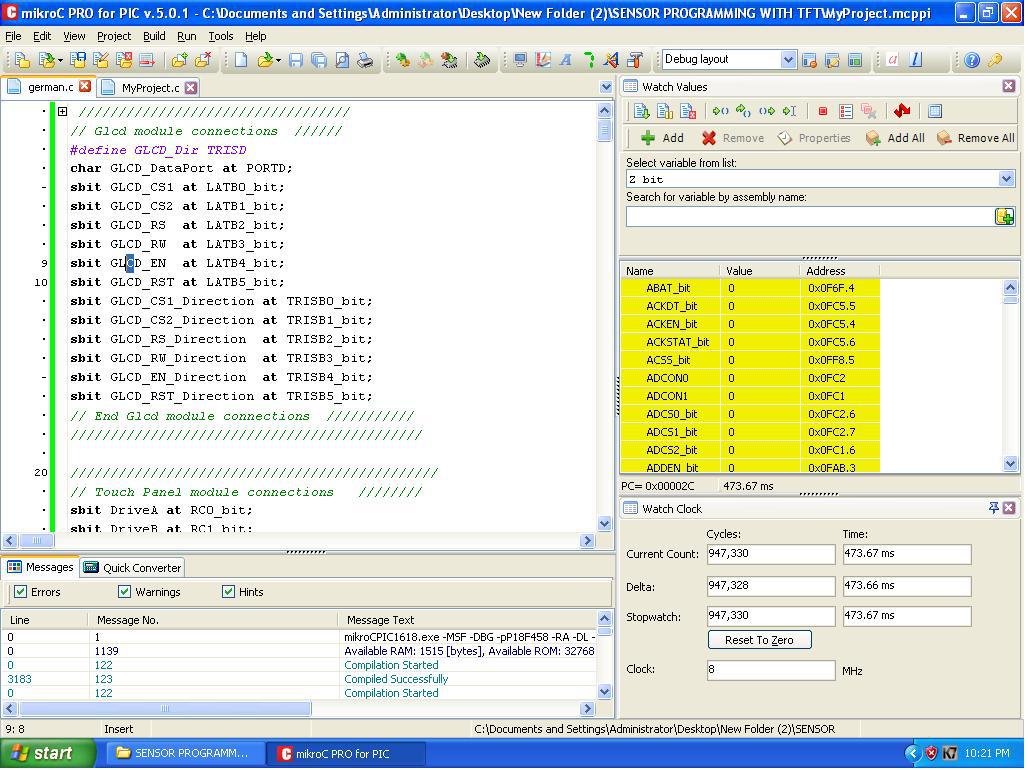 mikroC PRO for PIC v.5.0.1 - C:\Documents and Settings\Administrator\Desktop\New Folder (2)\SENSOR PROGRAMMING WITH TFT\MyProject.mcppi
File Edit View Project Build Run Tools Help
Debug layout
german.c MyProject.c
//////////////////////////////////
// Glcd module connections //////
#define GLCD_Dir TRISD
char GLCD_DataPort at PORTD;
sbit GLCD_CS1 at LATB0_bit;
sbit GLCD_CS2 at LATB1_bit;
sbit GLCD_RS at LATB2_bit;
sbit GLCD_RW at LATB3_bit;
9 sbit GLCD_EN at LATB4_bit;
10 sbit GLCD_RST at LATB5_bit;
sbit GLCD_CS1_Direction at TRISB0_bit;
sbit GLCD_CS2_Direction at TRISB1_bit;
sbit GLCD_RS_Direction at TRISB2_bit;
sbit GLCD_RW_Direction at TRISB3_bit;
sbit GLCD_EN_Direction at TRISB4_bit;
sbit GLCD_RST_Direction at TRISB5_bit;
// End Glcd module connections ///////////
////////////////////////////////////////////
20 //////////////////////////////////////////////
// Touch Panel module connections ////////
sbit DriveA at RC0_bit;
sbit DriveB at RC1_bit;
Watch Values
Add Remove Properties Add All Remove All
Select variable from list:
Z bit
Search for variable by assembly name:
Name Value Address
ABAT_bit 0 0x0F6F.4
ACKDT_bit 0 0x0FC5.5
ACKEN_bit 0 0x0FC5.4
ACKSTAT_bit 0 0x0FC5.6
ACSS_bit 0 0x0FF8.5
ADCON0 0 0x0FC2
ADCON1 0 0x0FC1
ADCS0_bit 0 0x0FC2.6
ADCS1_bit 0 0x0FC2.7
ADCS2_bit 0 0x0FC1.6
ADDEN_bit 0 0x0FAB.3
PC= 0x00002C 473.67 ms
Watch Clock
Cycles: Time:
Current Count: 947,330 473.67 ms
Delta: 947,328 473.66 ms
Stopwatch: 947,330 473.67 ms
Reset To Zero
Clock: 8 MHz
Messages Quick Converter
Errors Warnings Hints
Line Message No. Message Text
0 1 mikroCPIC1618.exe -MSF -DBG -pP18F458 -RA -DL -
0 1139 Available RAM: 1515 [bytes], Available ROM: 32768
0 122 Compilation Started
3183 123 Compiled Successfully
0 122 Compilation Started
9: 8 Insert C:\Documents and Settings\Administrator\Desktop\New Folder (2)\SENSOR
start SENSOR PROGRAMM... mikroC PRO for PIC 10:21 PM